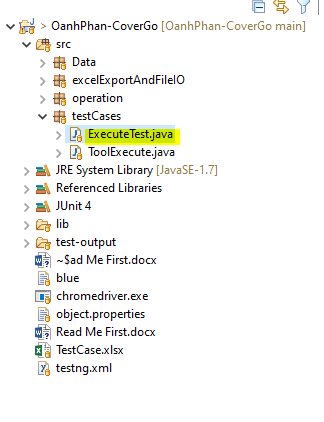 > OanhPhan-CoverGo [OanhPhan-CoverGo main]
src
Data
excelExportAndFileIO
operation
testCases
ExecuteTest.java
ToolExecute.java
JRE System Library [JavaSE-1.7]
Referenced Libraries
JUnit 4
lib
test-output
~$ad Me First.docx
blue
chromedriver.exe
object.properties
Read Me First.docx
TestCase.xlsx
testng.xml